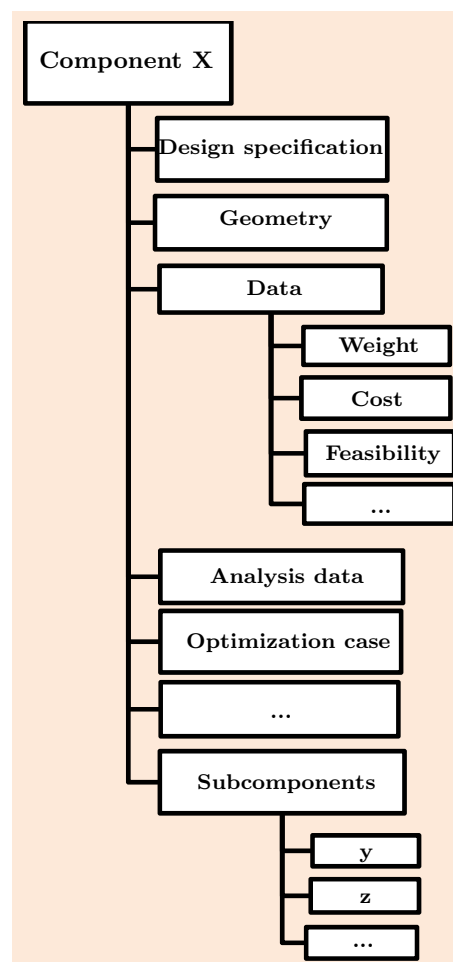 Component X
Design specification
Geometry
Data
Weight
Cost
Feasibility
...
Analysis data
Optimization case
...
Subcomponents
y
z
...